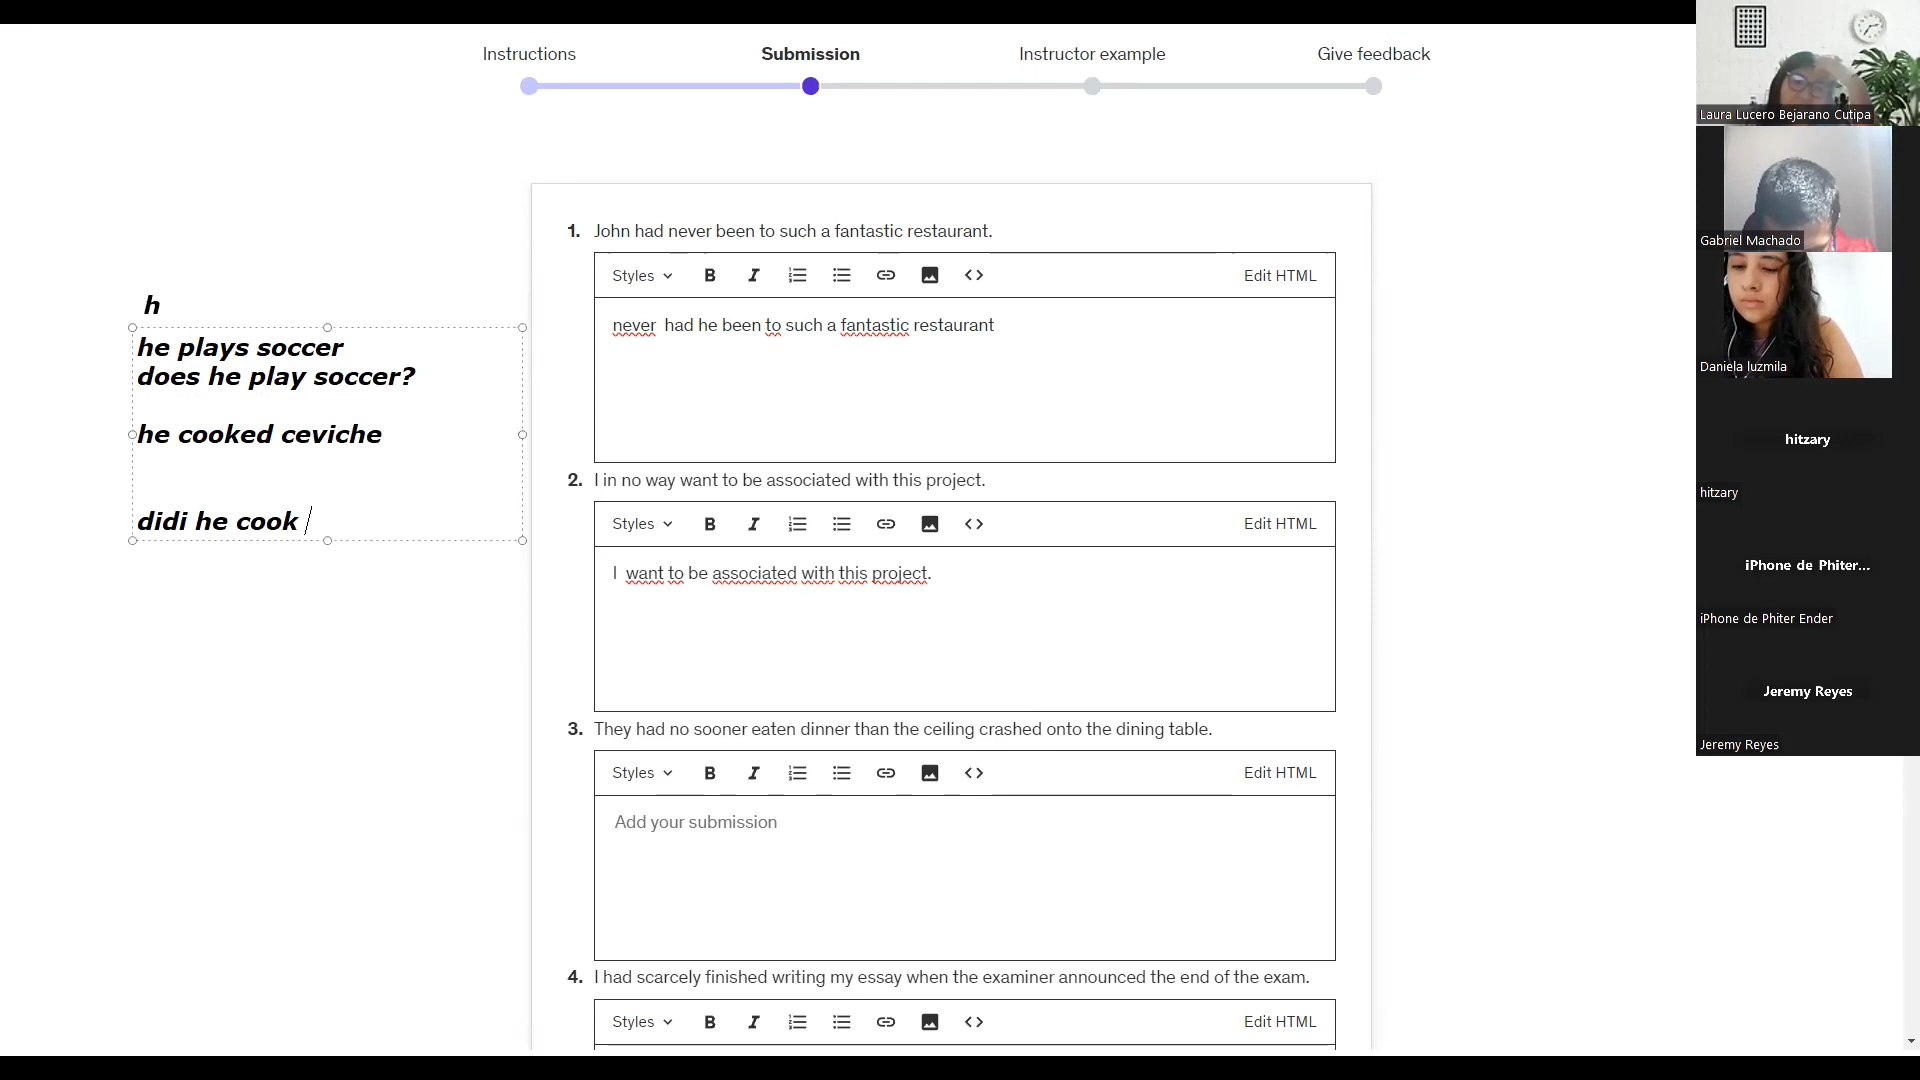 Instructions
Submission
Instructor example
Give feedback
h
he plays soccer
does he play soccer?
he cooked ceviche
didi he cook
1. John had never been to such a fantastic restaurant.
Styles B I Edit HTML
never had he been to such a fantastic restaurant
2. I in no way want to be associated with this project.
Styles B I Edit HTML
I want to be associated with this project.
3. They had no sooner eaten dinner than the ceiling crashed onto the dining table.
Styles B I Edit HTML
Add your submission
4. I had scarcely finished writing my essay when the examiner announced the end of the exam.
Styles B I Edit HTML
Laura Lucero Bejarano Cutipa
Gabriel Machado
Daniela luzmila
hitzary
hitzary
iPhone de Phiter...
iPhone de Phiter Ender
Jeremy Reyes
Jeremy Reyes